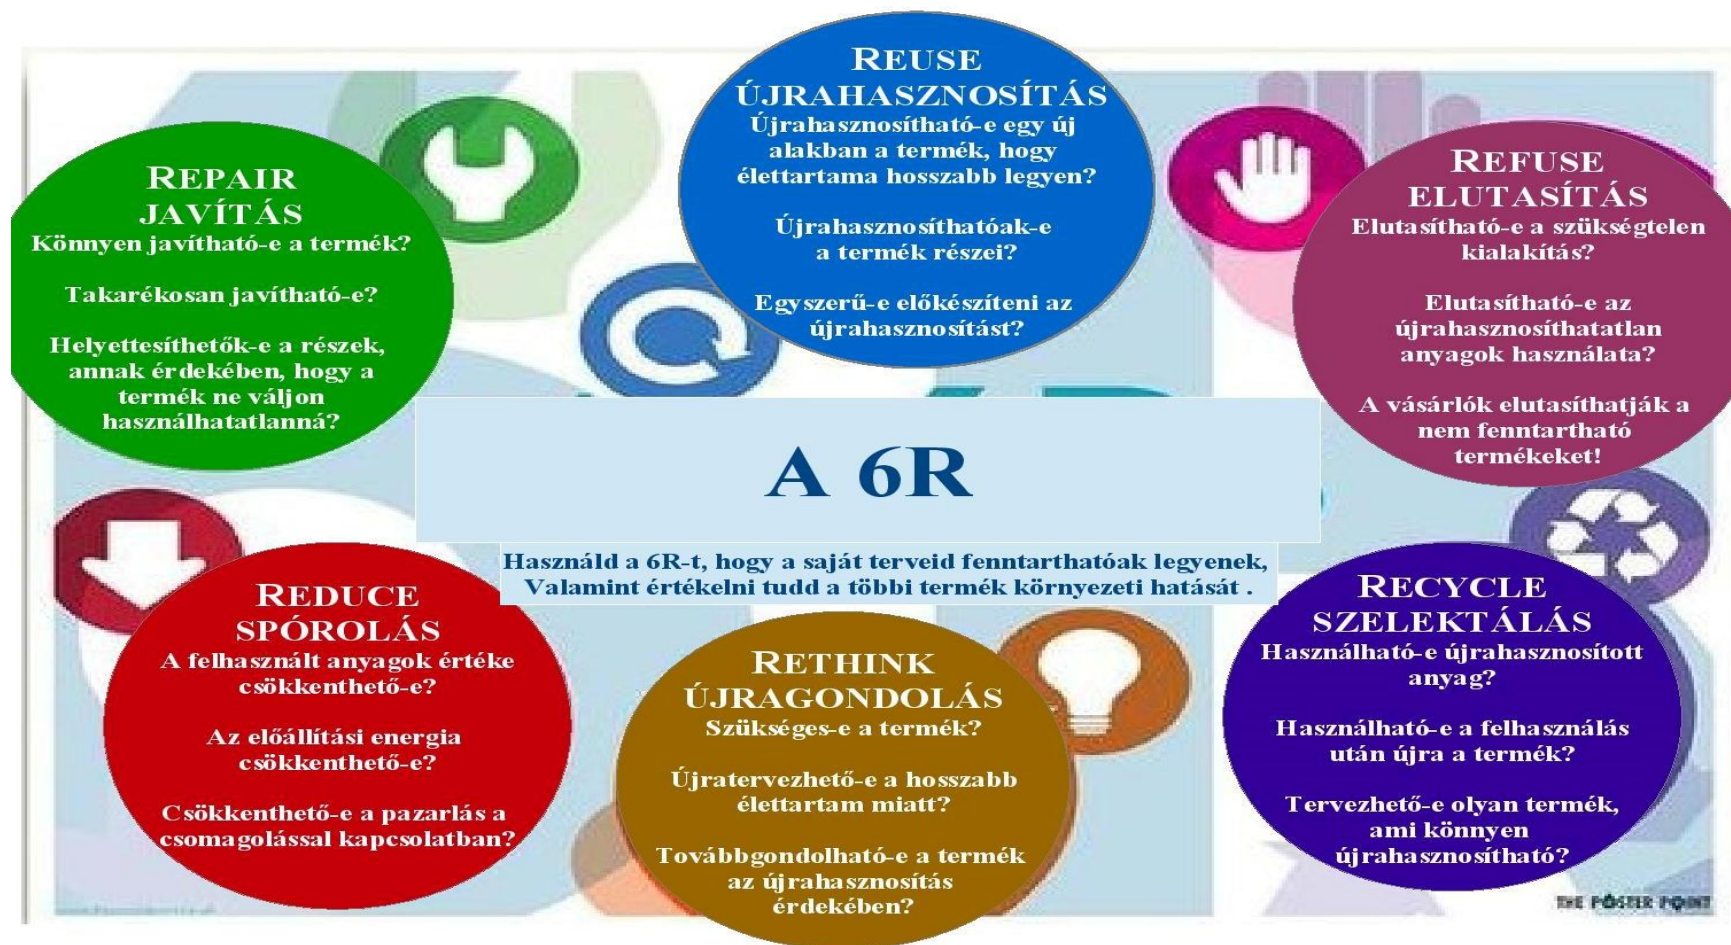 REPAIR
JAVÍTÁS
Könnyen javítható-e a termék?
Takarékosan javítható-e?
Helyettesíthetők-e a részek,
annak érdekében, hogy a
termék ne váljon
használhatatlanná?
REUSE
ÚJRAHASZNOSÍTÁS
Újrahasznosítható-e egy új
alakban a termék, hogy
élettartama hosszabb legyen?
Újrahasznosíthatóak-e
a termék részei?
Egyszerű-e előkészíteni az
újrahasznosítást?
REFUSE
ELUTASÍTÁS
Elutasítható-e a szükségtelen
kialakítás?
Elutasítható-e az
újrahasznosíthatatlan
anyagok használata?
A vásárlók elutasíthatják a
nem fenntartható
termékeket!
A 6R
Használd a 6R-t, hogy a saját terveid fenntarthatóak legyenek,
Valamint értékelni tudd a többi termék környezeti hatását .
REDUCE
SPÓROLÁS
A felhasznált anyagok értéke
csökkenthető-e?
Az előállítási energia
csökkenthető-e?
Csökkenthető-e a pazarlás a
csomagolással kapcsolatban?
RETHINK
ÚJRAGONDOLÁS
Szükséges-e a termék?
Újratervezhető-e a hosszabb
élettartam miatt?
Továbbgondolható-e a termék
az újrahasznosítás
érdekében?
RECYCLE
SZELEKTÁLÁS
Használható-e újrahasznosított
anyag?
Használható-e a felhasználás
után újra a termék?
Tervezhető-e olyan termék,
ami könnyen
újrahasznosítható?
THE POSTER POINT